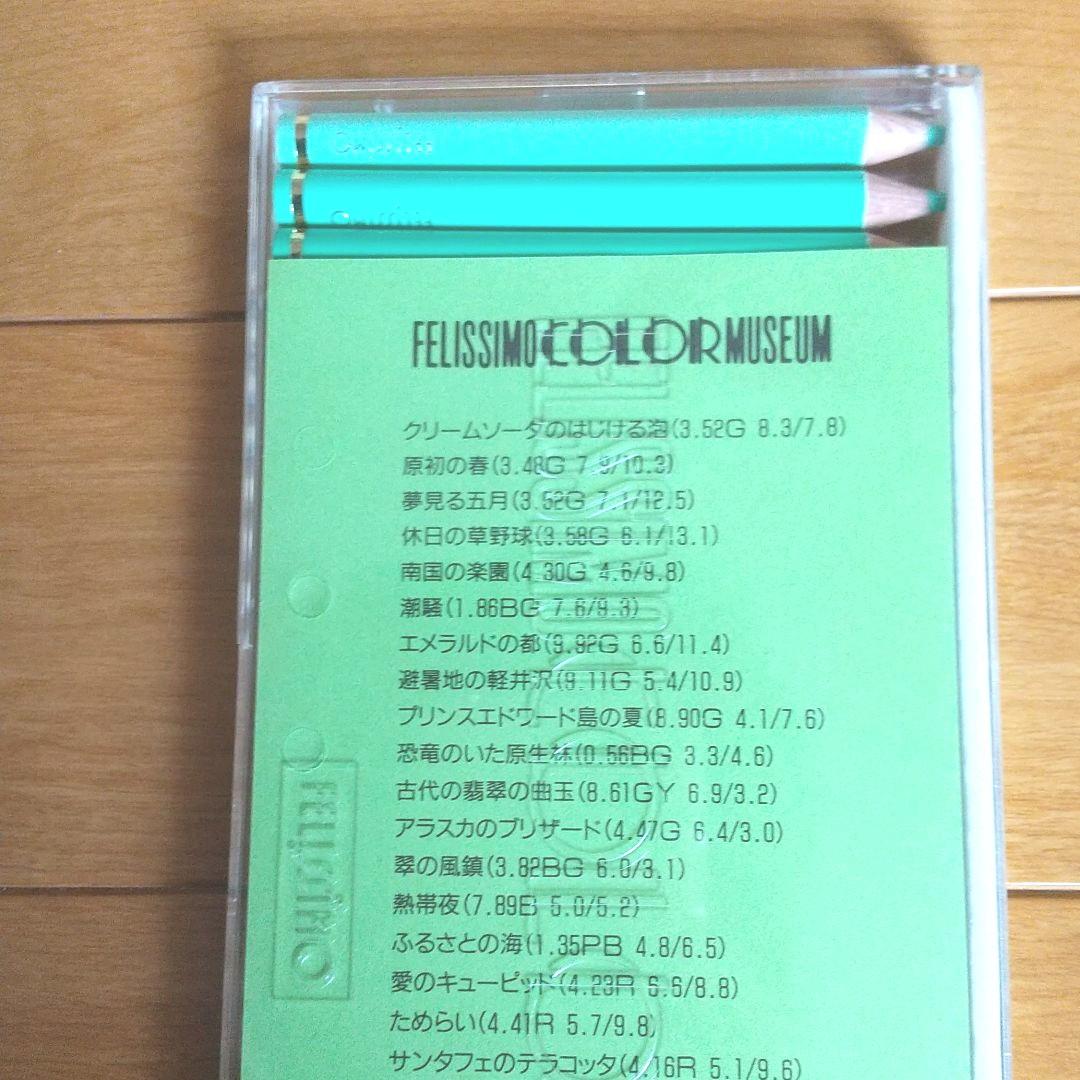 FELISSIMO COLOR MUSEUM
クリームソーダのはじける泡(3.52G 8.3/7.8)
原初の春(3.48G 7.9/10.3)
夢見る五月(3.52G 7.1/12.5)
休日の草野球(3.58G 6.1/13.1)
南国の楽園(4.30G 4.6/9.8)
潮騒(1.86BG 7.6/9.3)
エメラルドの都(9.92G 6.6/11.4)
避暑地の軽井沢(9.11G 5.4/10.9)
プリンスエドワード島の夏(8.90G 4.1/7.6)
恐竜のいた原生林(0.56BG 3.3/4.6)
古代の翡翠の曲玉(8.61GY 6.9/3.2)
アラスカのブリザード(4.47G 6.4/3.0)
翠の風鎮(3.82BG 6.0/3.1)
熱帯夜(7.89B 5.0/5.2)
ふるさとの海(1.35PB 4.8/6.5)
愛のキューピッド(4.23R 6.6/8.8)
ためらい(4.41R 5.7/9.8)
サンタフェのテラコッタ(4.16R 5.1/9.6)
FELISSIMO